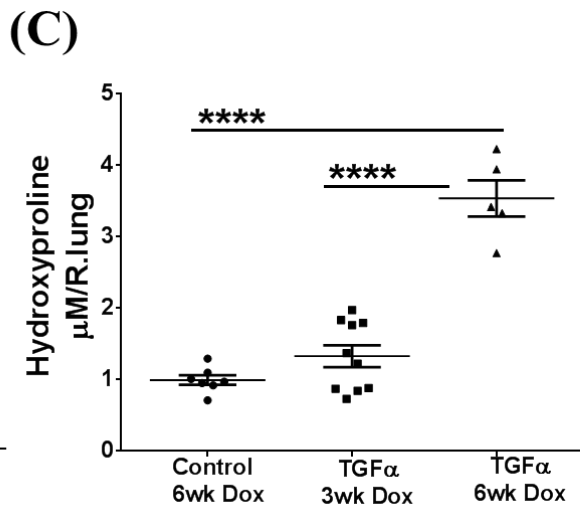 (C)
Hydroxyproline
μM/R.lung
5
4
3
2
1
0
****
****
Control
6wk Dox
TGFα
3wk Dox
TGFα
6wk Dox